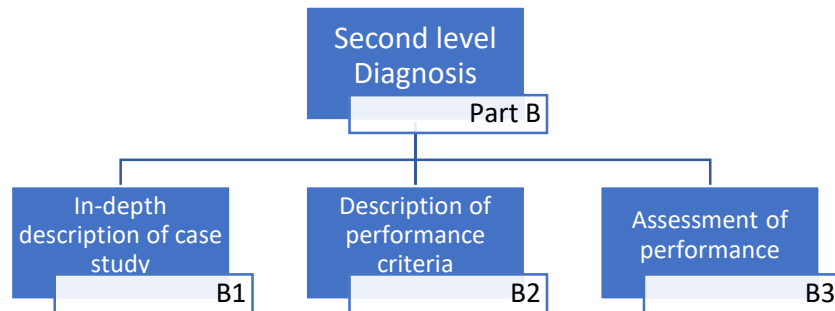 Second level
Diagnosis
Part B
In-depth
description of case
study
B1
Description of
performance
criteria
B2
Assessment of
performance
B3